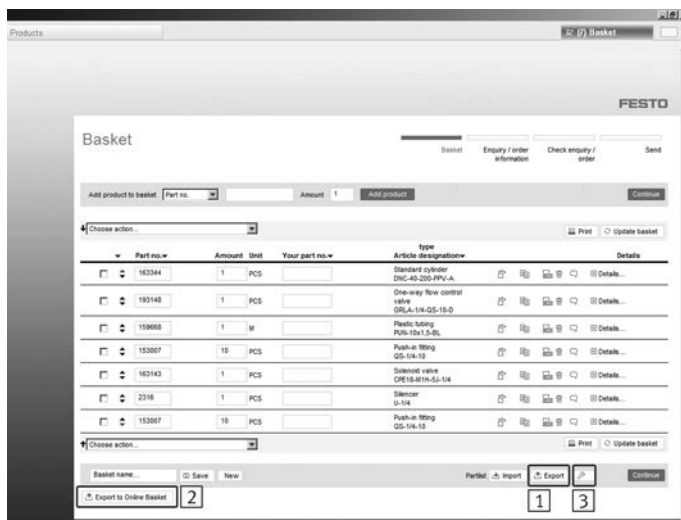 Products
(7) Basket
FESTO
Basket
Basket
Enquiry / order information
Check enquiry / order
Send
Add product to basket Part no. Amount 1 Add product Continue
Choose action... Print Update basket
Part no. Amount Unit Your part no. type Article designation Details
163344 1 PCS Standard cylinder DNC-40-200-PPV-A Details...
193148 1 PCS One-way flow control valve GRLA-1/4-QS-10-D Details...
159668 1 M Plastic tubing PUN-10x1,5-BL Details...
153007 10 PCS Push-in fitting QS-1/4-10 Details...
163143 1 PCS Solenoid valve CPE18-M1H-5J-1/4 Details...
2316 1 PCS Silencer U-1/4 Details...
153007 10 PCS Push-in fitting QS-1/4-10 Details...
Choose action... Print Update basket
Basket name... Save New Partlist Import Export Continue
Export to Online Basket 2 1 3